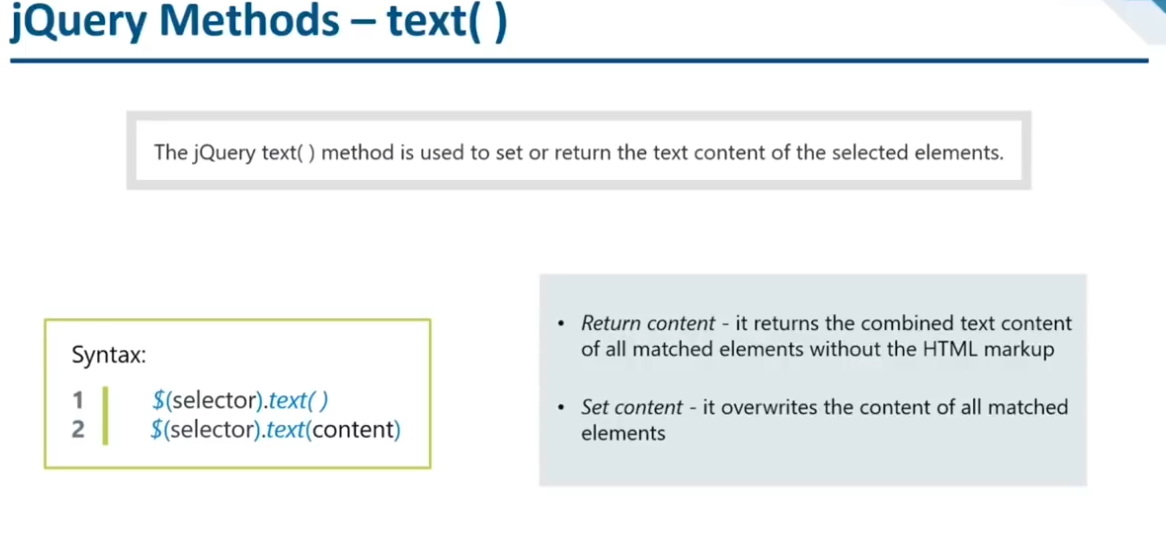 jQuery Methods – text( )
The jQuery text( ) method is used to set or return the text content of the selected elements.
Syntax:
1 $(selector).text( )
2 $(selector).text(content)
• Return content - it returns the combined text content
of all matched elements without the HTML markup
• Set content - it overwrites the content of all matched
elements